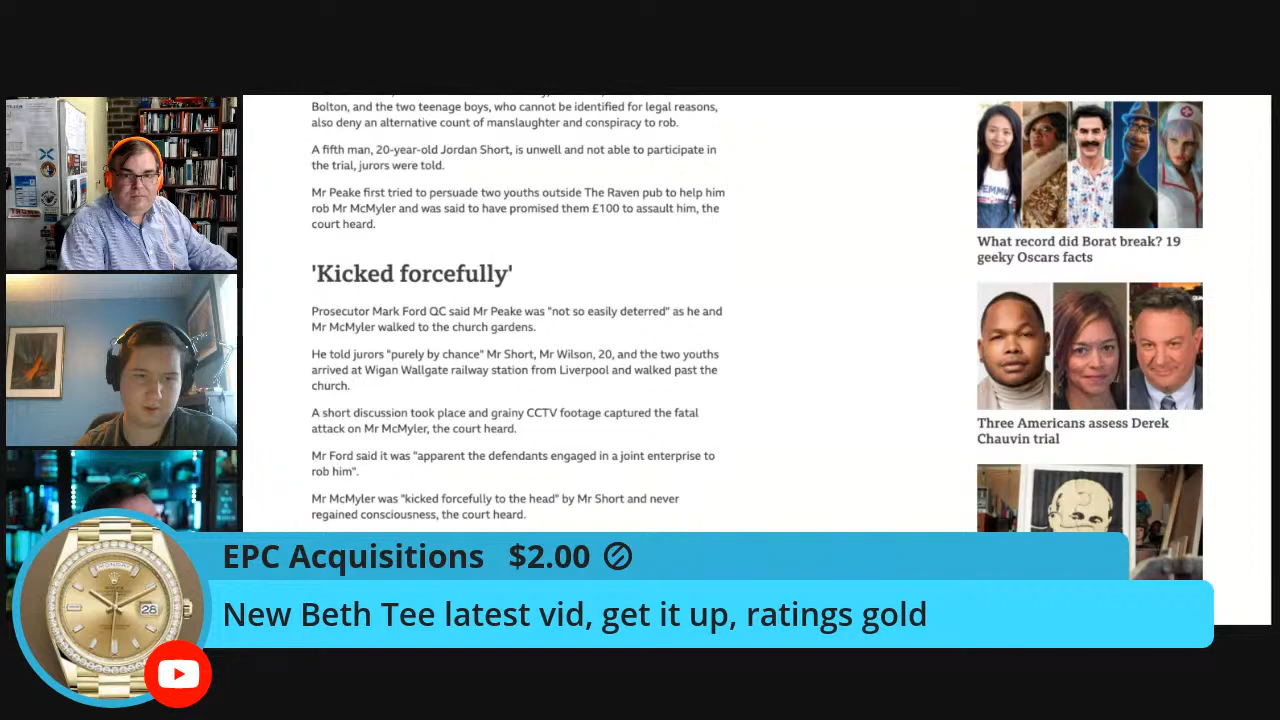 Bolton, and the two teenage boys, who cannot be identified for legal reasons,
also deny an alternative count of manslaughter and conspiracy to rob.
A fifth man, 20-year-old Jordan Short, is unwell and not able to participate in
the trial, jurors were told.
Mr Peake first tried to persuade two youths outside The Raven pub to help him
rob Mr McMyler and was said to have promised them £100 to assault him, the
court heard.
'Kicked forcefully'
Prosecutor Mark Ford QC said Mr Peake was "not so easily deterred" as he and
Mr McMyler walked to the church gardens.
He told jurors "purely by chance" Mr Short, Mr Wilson, 20, and the two youths
arrived at Wigan Wallgate railway station from Liverpool and walked past the
church.
A short discussion took place and grainy CCTV footage captured the fatal
attack on Mr McMyler, the court heard.
Mr Ford said it was "apparent the defendants engaged in a joint enterprise to
rob him".
Mr McMyler was "kicked forcefully to the head" by Mr Short and never
regained consciousness, the court heard.
What record did Borat break? 19
geeky Oscars facts
Three Americans assess Derek
Chauvin trial
EPC Acquisitions $2.00
New Beth Tee latest vid, get it up, ratings gold
MONDAY
28